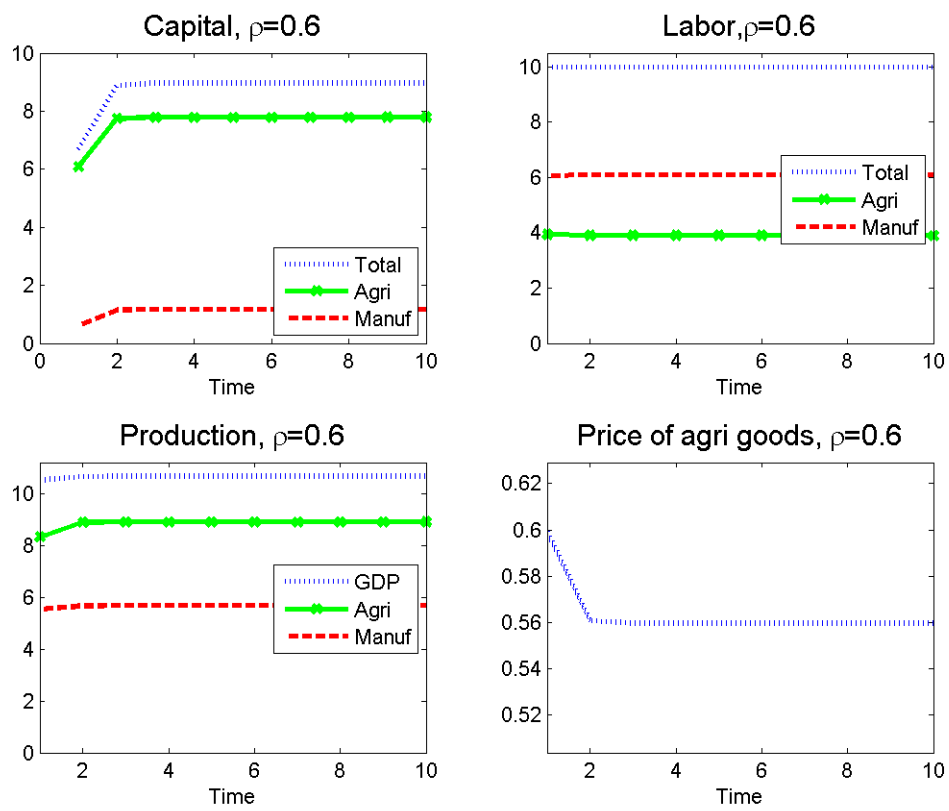 Capital, ρ=0.6
10
8
6
4
2
0
Total
Agri
Manuf
0 2 4 6 8 10
Time
Labor,ρ=0.6
10
8
6
4
2
0
Total
Agri
Manuf
2 4 6 8 10
Time
Production, ρ=0.6
10
8
6
4
2
0
GDP
Agri
Manuf
2 4 6 8 10
Time
Price of agri goods, ρ=0.6
0.62
0.6
0.58
0.56
0.54
0.52
2 4 6 8 10
Time